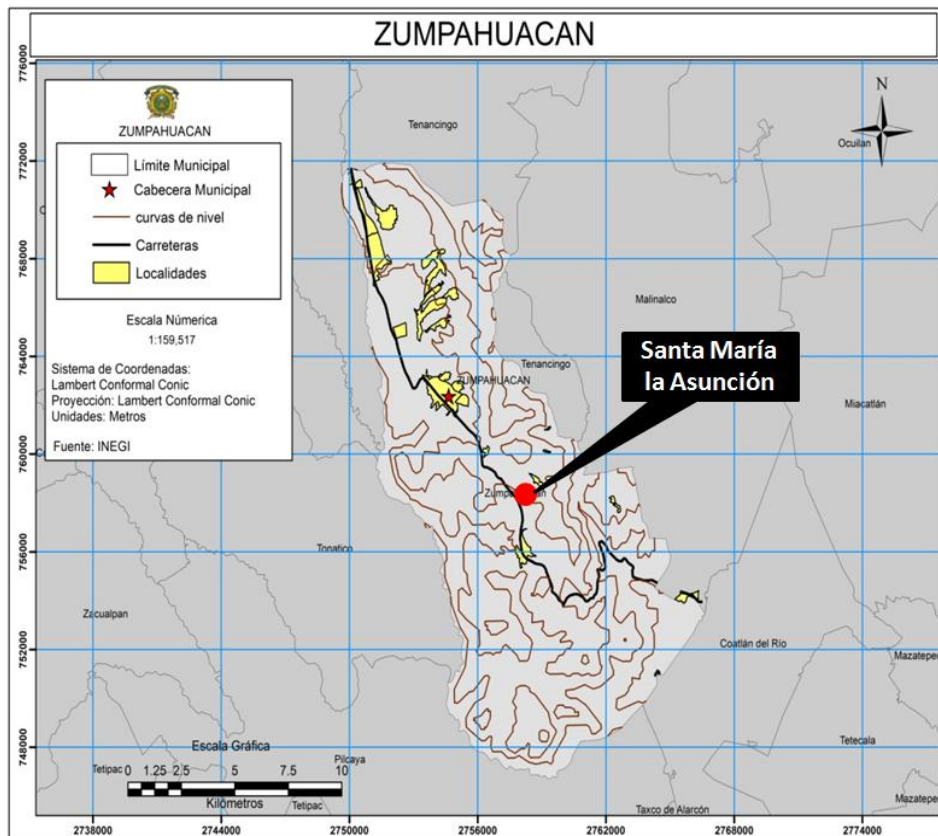 ZUMPAHUACAN
ZUMPAHUACAN
Límite Municipal
Cabecera Municipal
curvas de nivel
Carreteras
Localidades
Escala Númerica
1:159,517
Sistema de Coordenadas:
Lambert Conformal Conic
Proyección: Lambert Conformal Conic
Unidades: Metros
Fuente: INEGI
N
Tenancingo
Ocuilan
Malinalco
Tenancingo
Santa María
la Asunción
ZUMPAHUACAN
Miacatlán
Tonatico
Zacualpan
Coatlán del Río
Tetecala
Pilcaya
Tetipac
Tetipac
Taxco de Alarcón
Escala Gráfica
0 1.25 2.5 5 7.5 10
Kilómetros
776000
772000
768000
764000
760000
756000
752000
748000
2738000 2744000 2750000 2756000 2762000 2768000 2774000